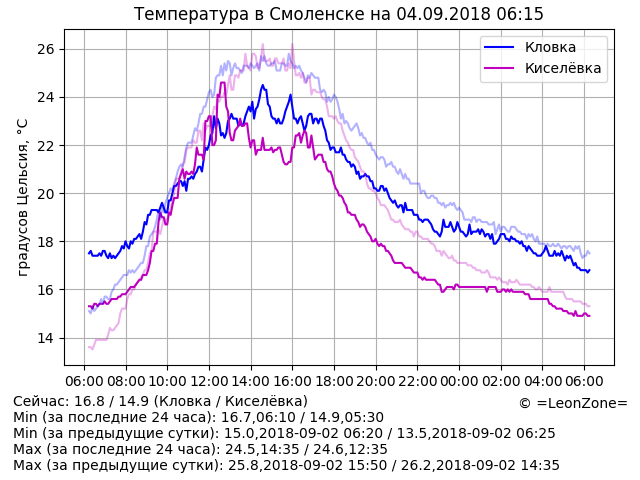 Температура в Смоленске на 04.09.2018 06:15
Кловка
Киселёвка
градусов Цельсия, °C
26
24
22
20
18
16
14
06:00 08:00 10:00 12:00 14:00 16:00 18:00 20:00 22:00 00:00 02:00 04:00 06:00
Сейчас: 16.8 / 14.9 (Кловка / Киселёвка)
© =LeonZone=
Min (за последние 24 часа): 16.7,06:10 / 14.9,05:30
Min (за предыдущие сутки): 15.0,2018-09-02 06:20 / 13.5,2018-09-02 06:25
Max (за последние 24 часа): 24.5,14:35 / 24.6,12:35
Max (за предыдущие сутки): 25.8,2018-09-02 15:50 / 26.2,2018-09-02 14:35